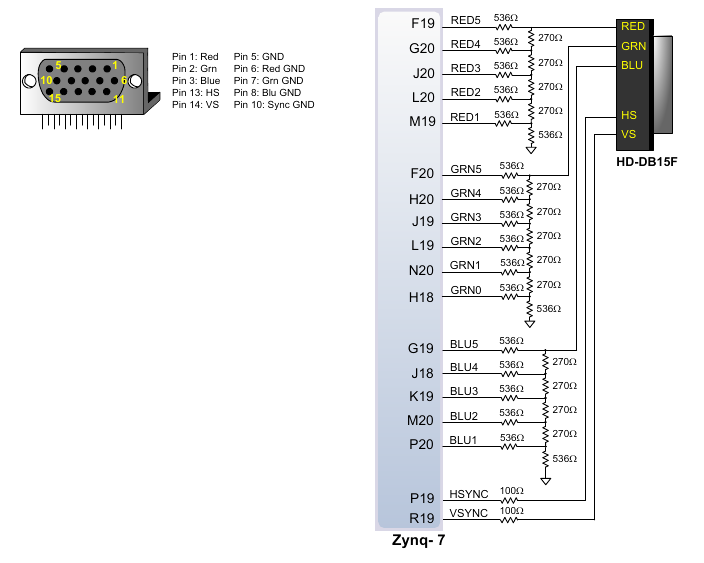 5 1
10 6
15 11
Pin 1: Red Pin 5: GND
Pin 2: Grn Pin 6: Red GND
Pin 3: Blue Pin 7: Grn GND
Pin 13: HS Pin 8: Blu GND
Pin 14: VS Pin 10: Sync GND
F19 RED5 536Ω
270Ω
G20 RED4 536Ω
270Ω
J20 RED3 536Ω
270Ω
L20 RED2 536Ω
270Ω
M19 RED1 536Ω
536Ω
F20 GRN5 536Ω
270Ω
H20 GRN4 536Ω
270Ω
J19 GRN3 536Ω
270Ω
L19 GRN2 536Ω
270Ω
N20 GRN1 536Ω
270Ω
H18 GRN0 536Ω
536Ω
G19 BLU5 536Ω
270Ω
J18 BLU4 536Ω
270Ω
K19 BLU3 536Ω
270Ω
M20 BLU2 536Ω
270Ω
P20 BLU1 536Ω
536Ω
P19 HSYNC 100Ω
R19 VSYNC 100Ω
Zynq- 7
RED
GRN
BLU
HS
VS
HD-DB15F